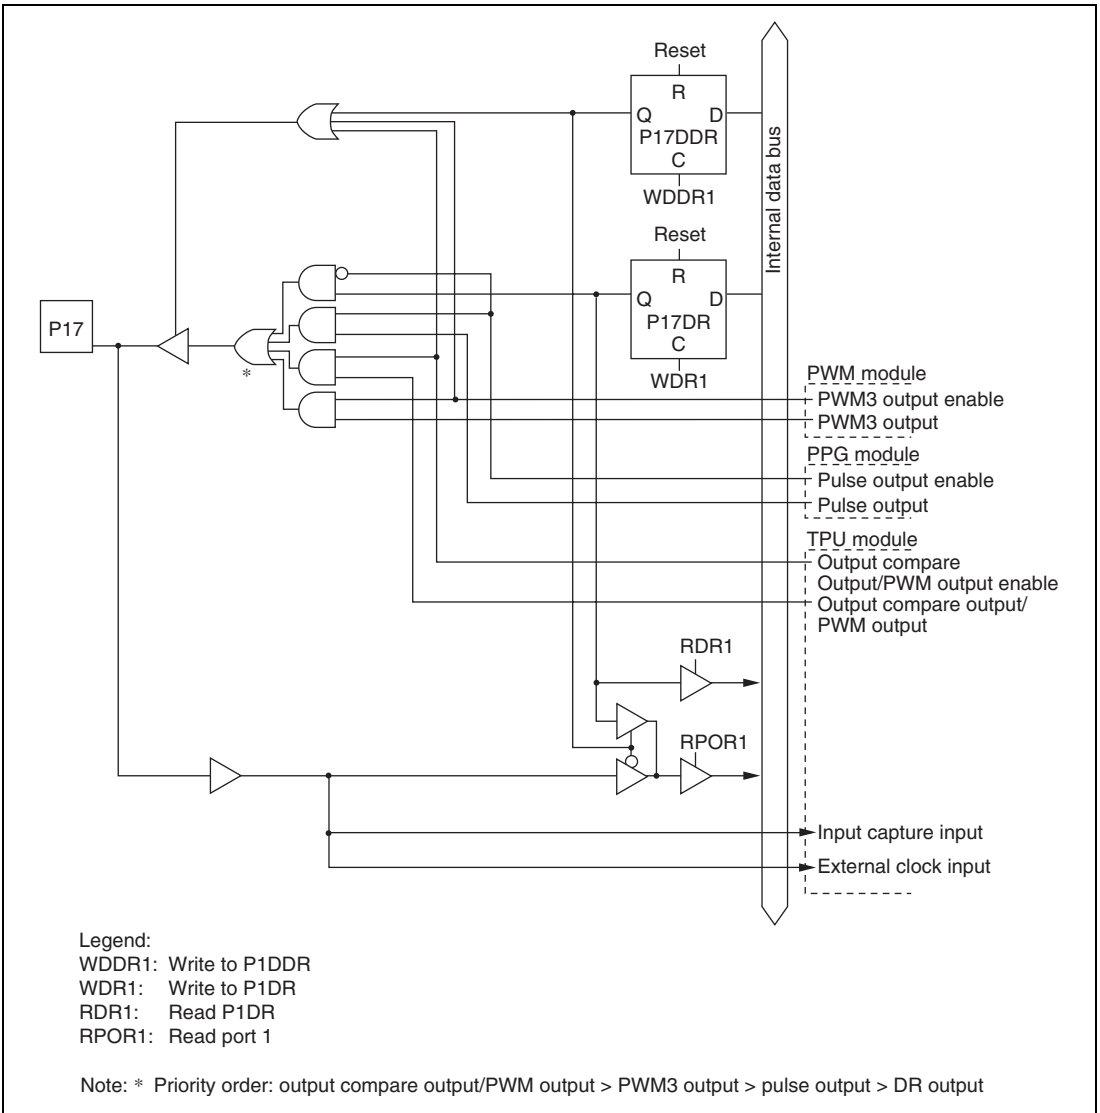 Reset
R
Q D
P17DDR
C
WDDR1
Internal data bus
Reset
R
Q D
P17DR
C
WDR1
P17
*
PWM module
PWM3 output enable
PWM3 output
PPG module
Pulse output enable
Pulse output
TPU module
Output compare
Output/PWM output enable
Output compare output/
PWM output
RDR1
RPOR1
Input capture input
External clock input
Legend:
WDDR1: Write to P1DDR
WDR1: Write to P1DR
RDR1: Read P1DR
RPOR1: Read port 1
Note: * Priority order: output compare output/PWM output > PWM3 output > pulse output > DR output